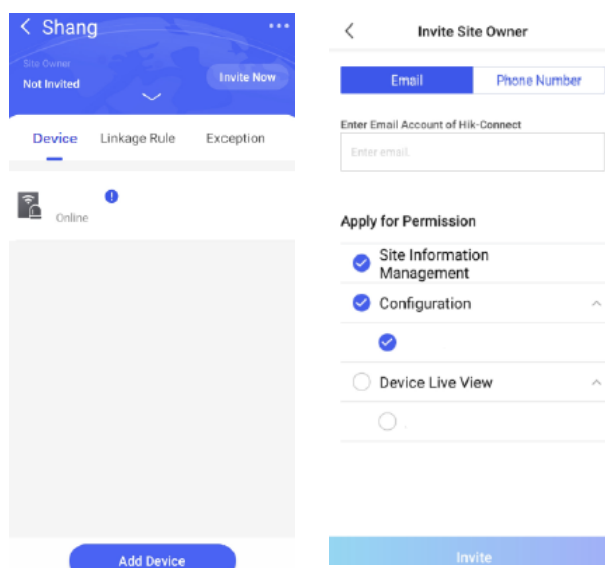 Shang
Site Owner
Not Invited
Invite Now
Device Linkage Rule Exception
Online
Add Device
Invite Site Owner
Email Phone Number
Enter Email Account of Hik-Connect
Enter email.
Apply for Permission
Site Information
Management
Configuration
Device Live View
Invite